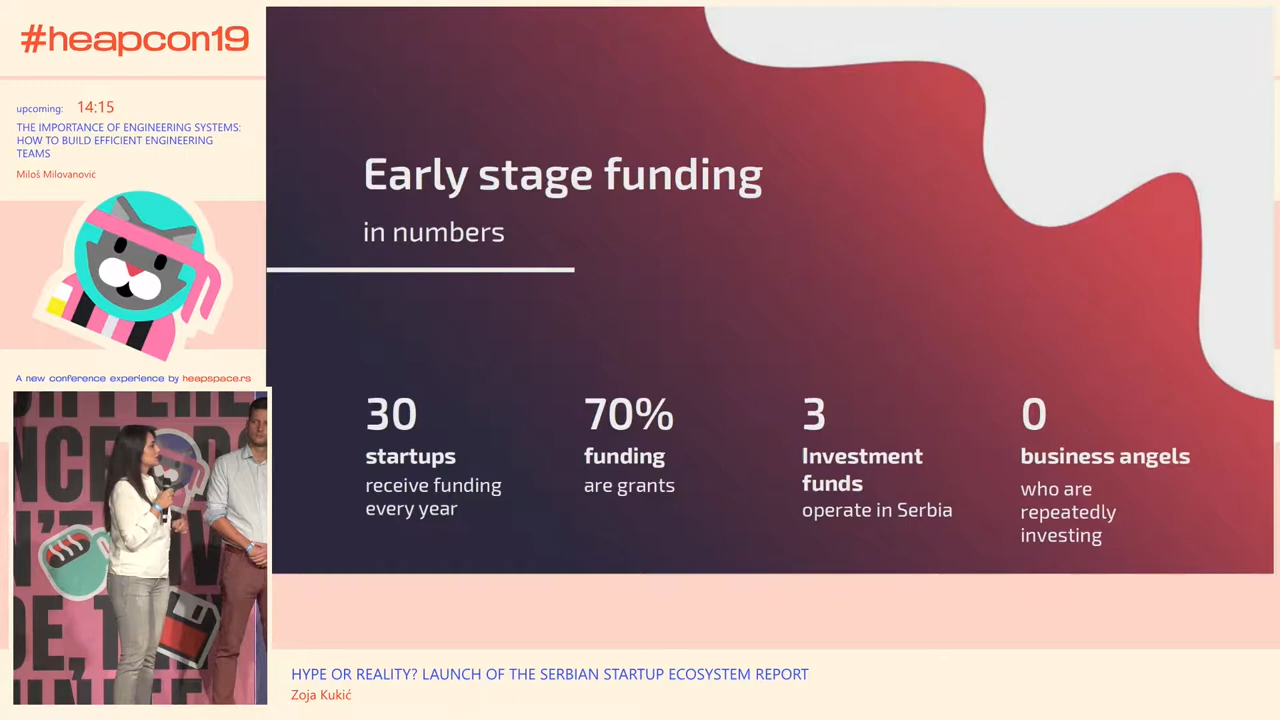 #heapcon19
upcoming: 14:15
THE IMPORTANCE OF ENGINEERING SYSTEMS:
HOW TO BUILD EFFICIENT ENGINEERING
TEAMS
Miloš Milovanović
A new conference experience by heapspace.rs
Early stage funding
in numbers
30
startups
receive funding
every year
70%
funding
are grants
3
Investment
funds
operate in Serbia
0
business angels
who are
repeatedly
investing
HYPE OR REALITY? LAUNCH OF THE SERBIAN STARTUP ECOSYSTEM REPORT
Zoja Kukić